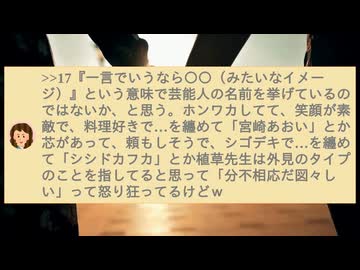 >>17『一言でいうなら〇〇（みたいなイメー
ジ）』という意味で芸能人の名前を挙げているの
ではないか、と思う。ホンワカしてて、笑顔が素
敵で、料理好きで…を纏めて「宮崎あおい」とか
芯があって、頼もしそうで、シゴデキで…を纏め
て「シシドカフカ」とか植草先生は外見のタイプ
のことを指してると思って「分不相応だ図々し
い」って怒り狂ってるけどｗ